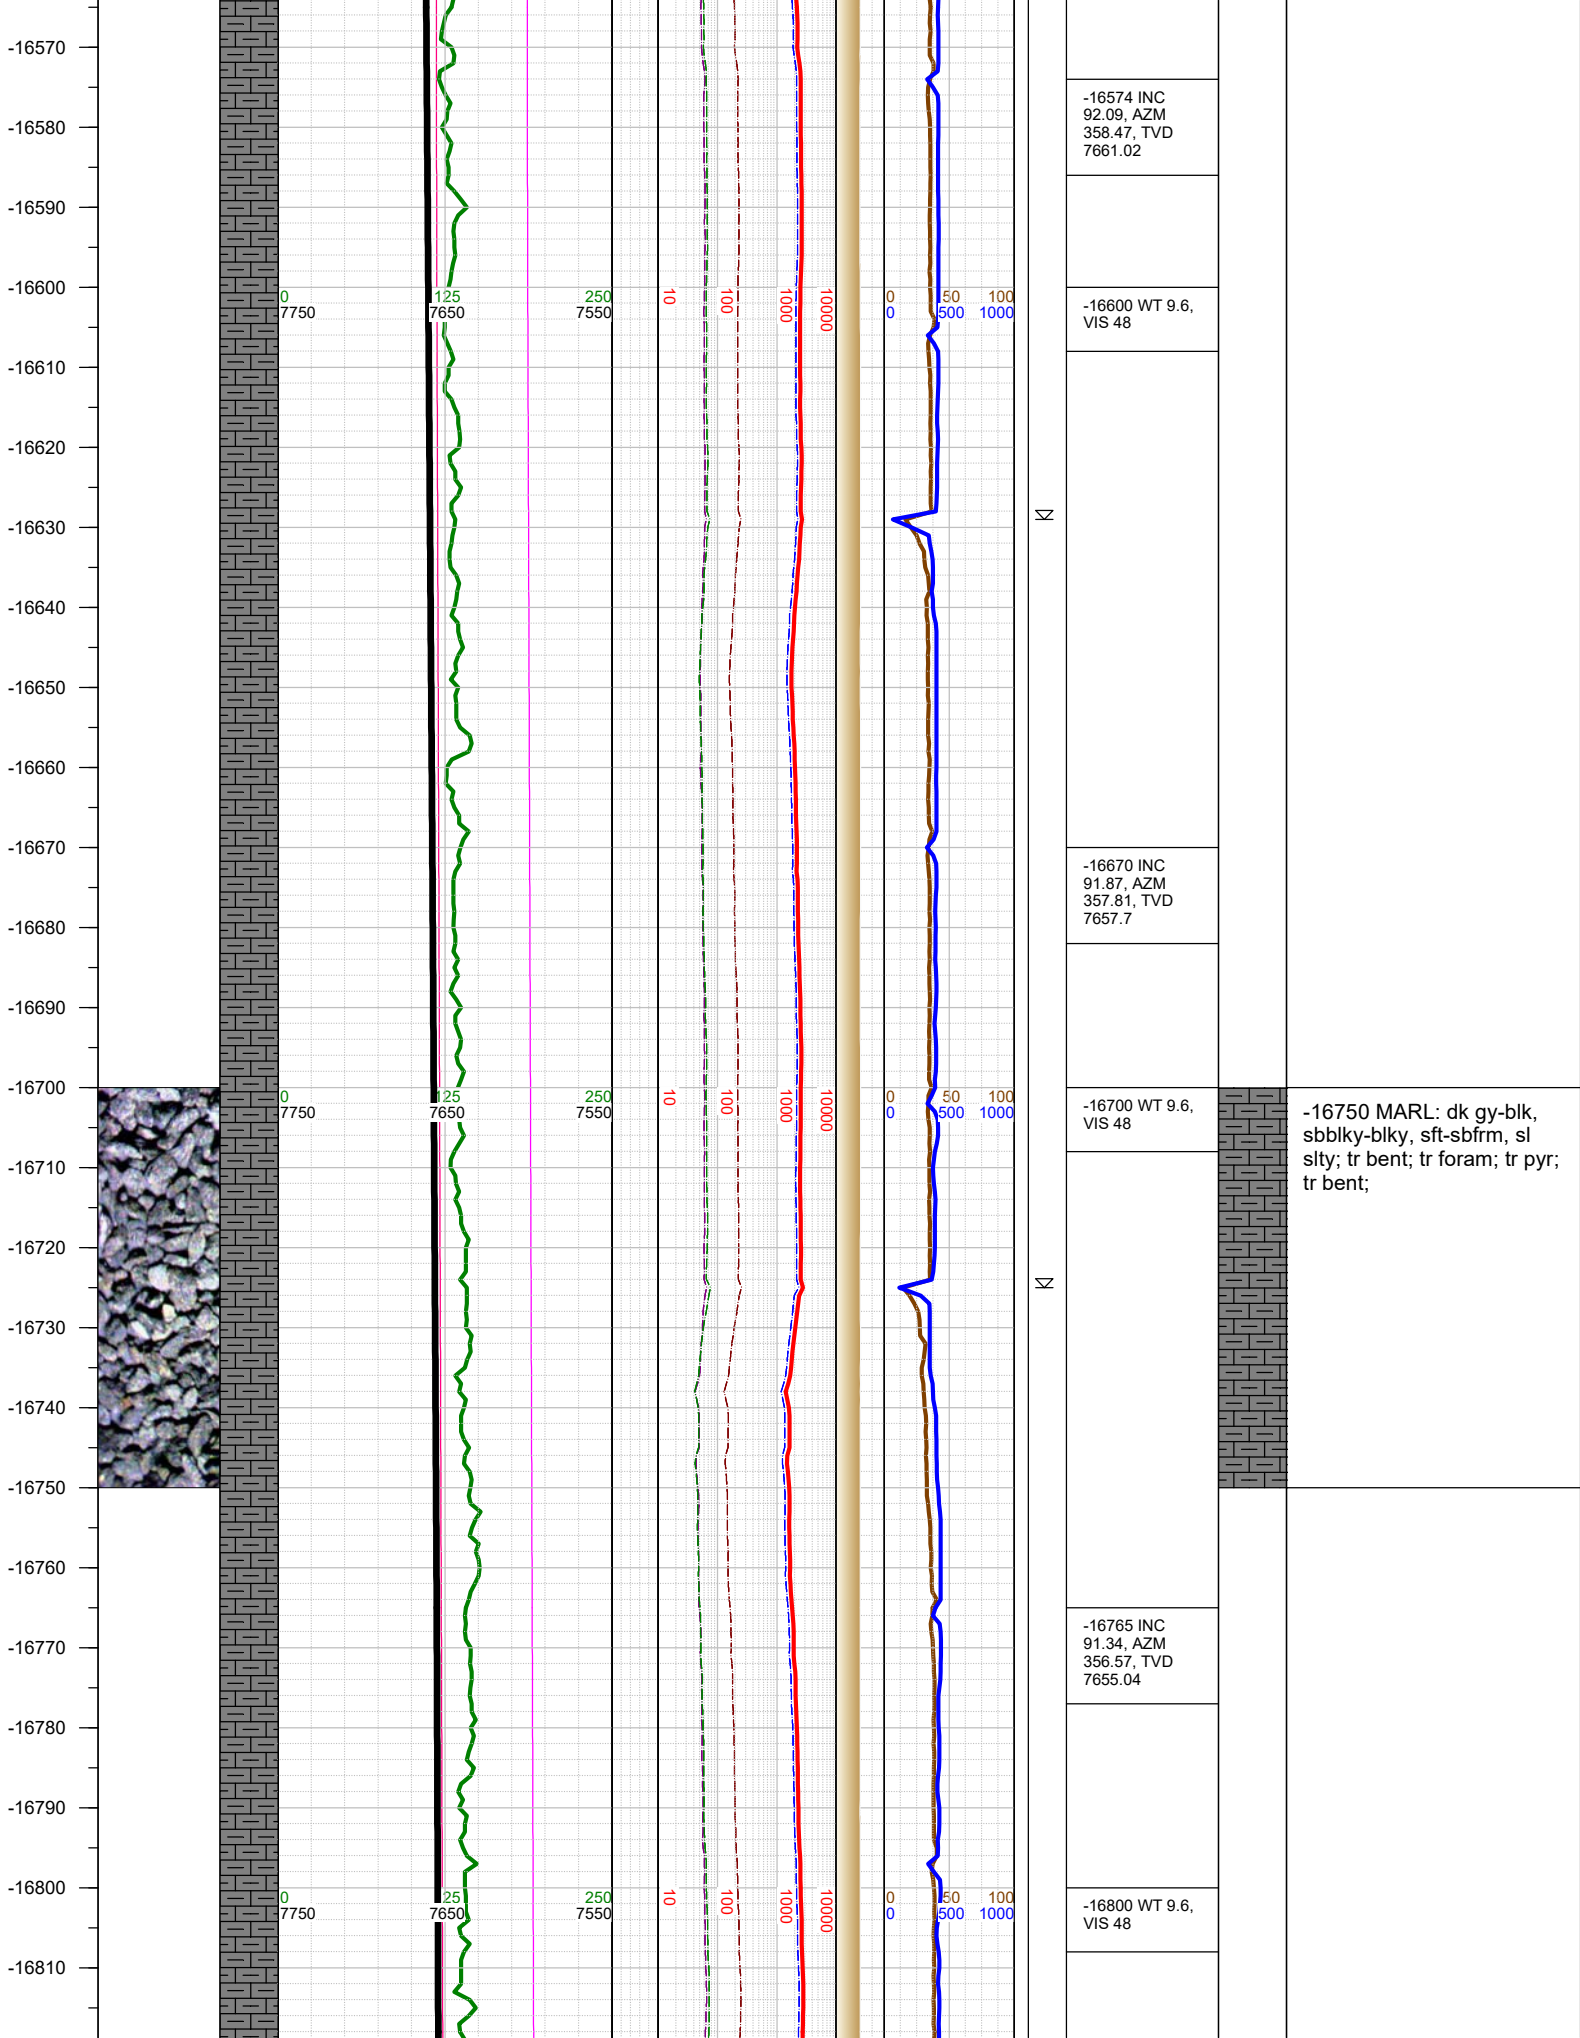 -16570
-16574 INC
92.09, AZM
358.47, TVD
7661.02
-16580
-16590
-16600
0 125 250
7750 7650 7550
10 100 1000 10000
0 50 100
0 500 1000
-16600 WT 9.6,
VIS 48
-16610
-16620
-16630
-16640
-16650
-16660
-16670
-16670 INC
91.87, AZM
357.81, TVD
7657.7
-16680
-16690
-16700
0 125 250
7750 7650 7550
10 100 1000 10000
0 50 100
0 500 1000
-16700 WT 9.6,
VIS 48
-16750 MARL: dk gy-blk,
sbblky-blky, sft-sbfrm, sl
slty; tr bent; tr foram; tr pyr;
tr bent;
-16710
-16720
-16730
-16740
-16750
-16760
-16765 INC
91.34, AZM
356.57, TVD
7655.04
-16770
-16780
-16790
-16800
0 125 250
7750 7650 7550
10 100 1000 10000
0 50 100
0 500 1000
-16800 WT 9.6,
VIS 48
-16810